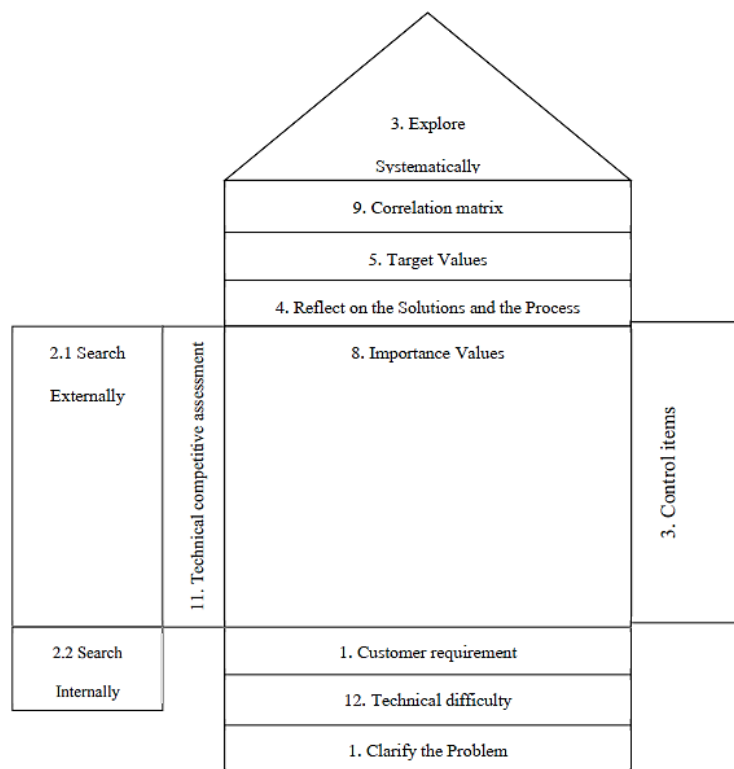 3. Explore
Systematically
9. Correlation matrix
5. Target Values
4. Reflect on the Solutions and the Process
2.1 Search
Externally
11. Technical competitive assessment
8. Importance Values
3. Control items
2.2 Search
Internally
1. Customer requirement
12. Technical difficulty
1. Clarify the Problem